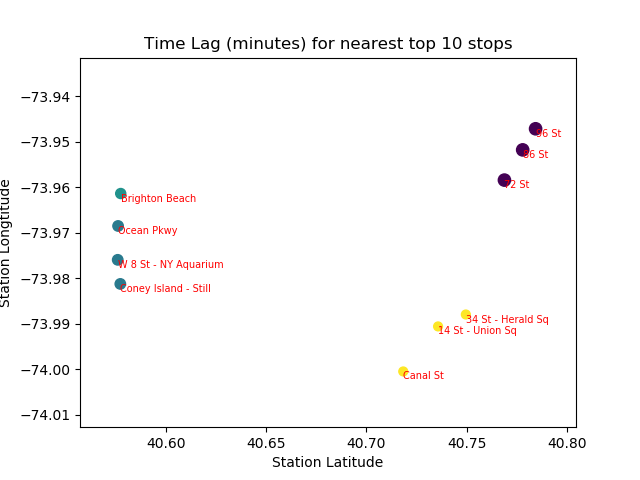 Time Lag (minutes) for nearest top 10 stops
−73.94
−73.95
−73.96
−73.97
−73.98
−73.99
−74.00
−74.01
Station Longtitude
96 St
86 St
72 St
Brighton Beach
Ocean Pkwy
W 8 St - NY Aquarium
Coney Island - Still
34 St - Herald Sq
14 St - Union Sq
Canal St
40.60
40.65
40.70
40.75
40.80
Station Latitude